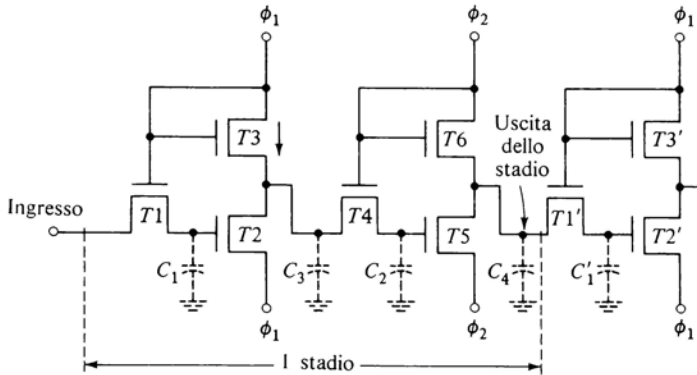 ϕ1
ϕ2
ϕ1
T3
T6
Uscita
dello
stadio
T3′
Ingresso
T1
T2
T4
T5
T1′
T2′
C1
C3
C2
C4
C1′
ϕ1
ϕ2
ϕ1
1 stadio